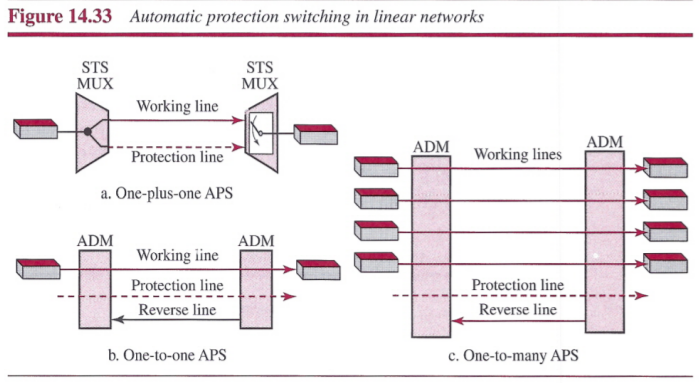 Figure 14.33 Automatic protection switching in linear networks
STS
MUX
STS
MUX
Working line
Protection line
a. One-plus-one APS
ADM
ADM
Working iine
Protection line
Reverse line
b. One-to-one APS
ADM
ADM
Working lines
Protection line
Reverse line
c. One-to-many APS